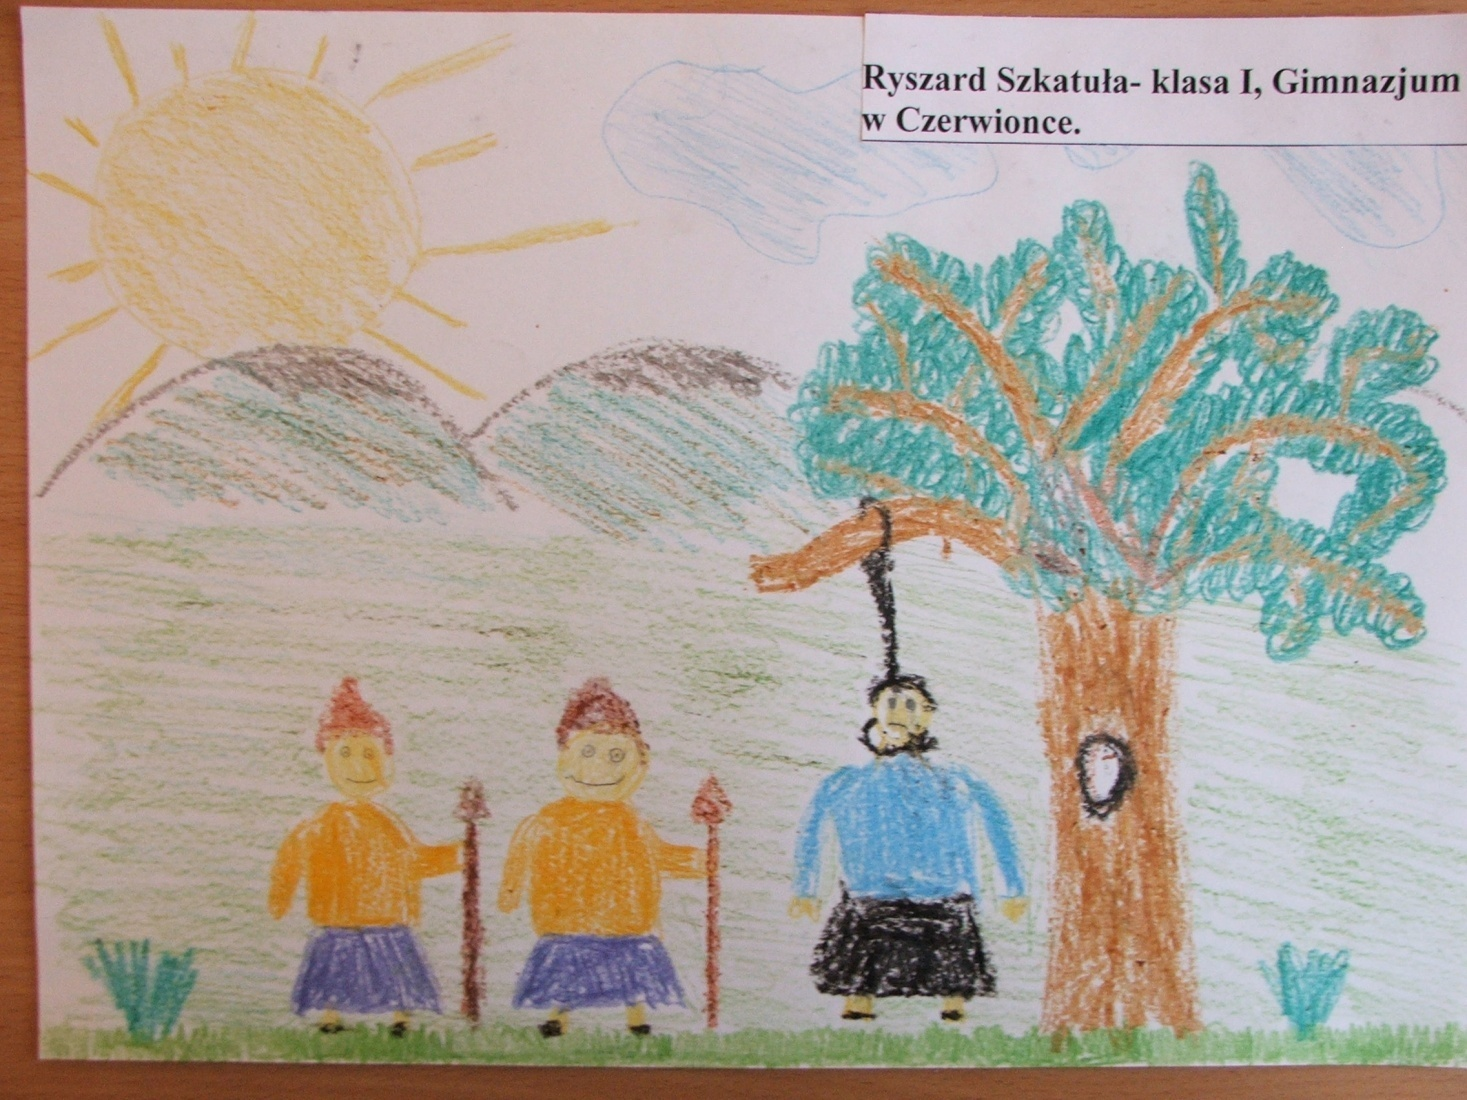 Ryszard Szkatuła- klasa I, Gimnazjum
w Czerwionce.